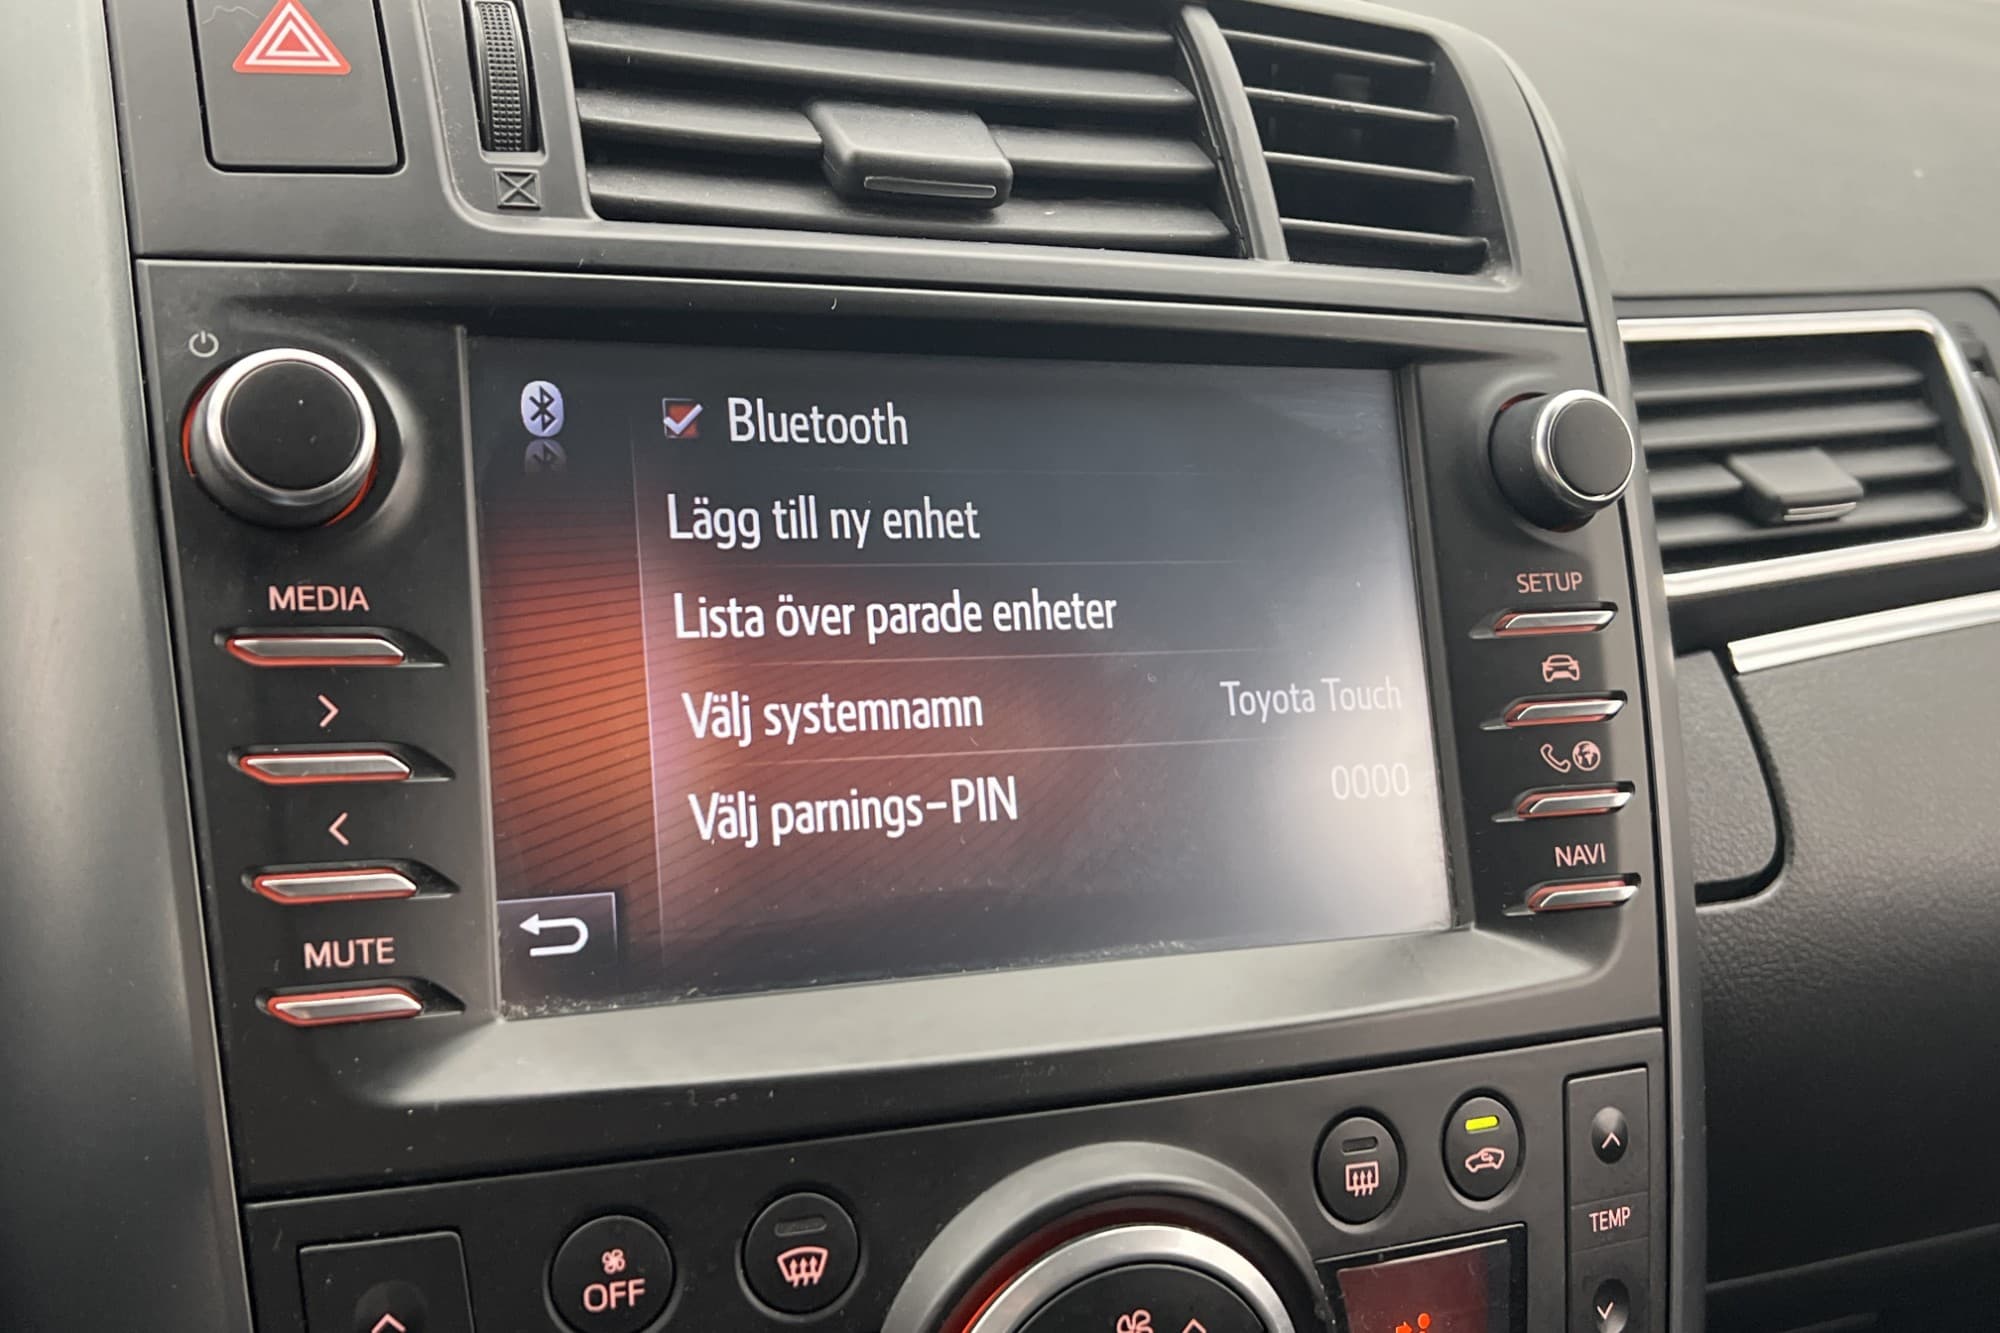 Bluetooth
Lägg till ny enhet
Lista över parade enheter
Välj systemnamn Toyota Touch
Välj parnings-PIN 0000
MEDIA
MUTE
SETUP
NAVI
OFF
TEMP